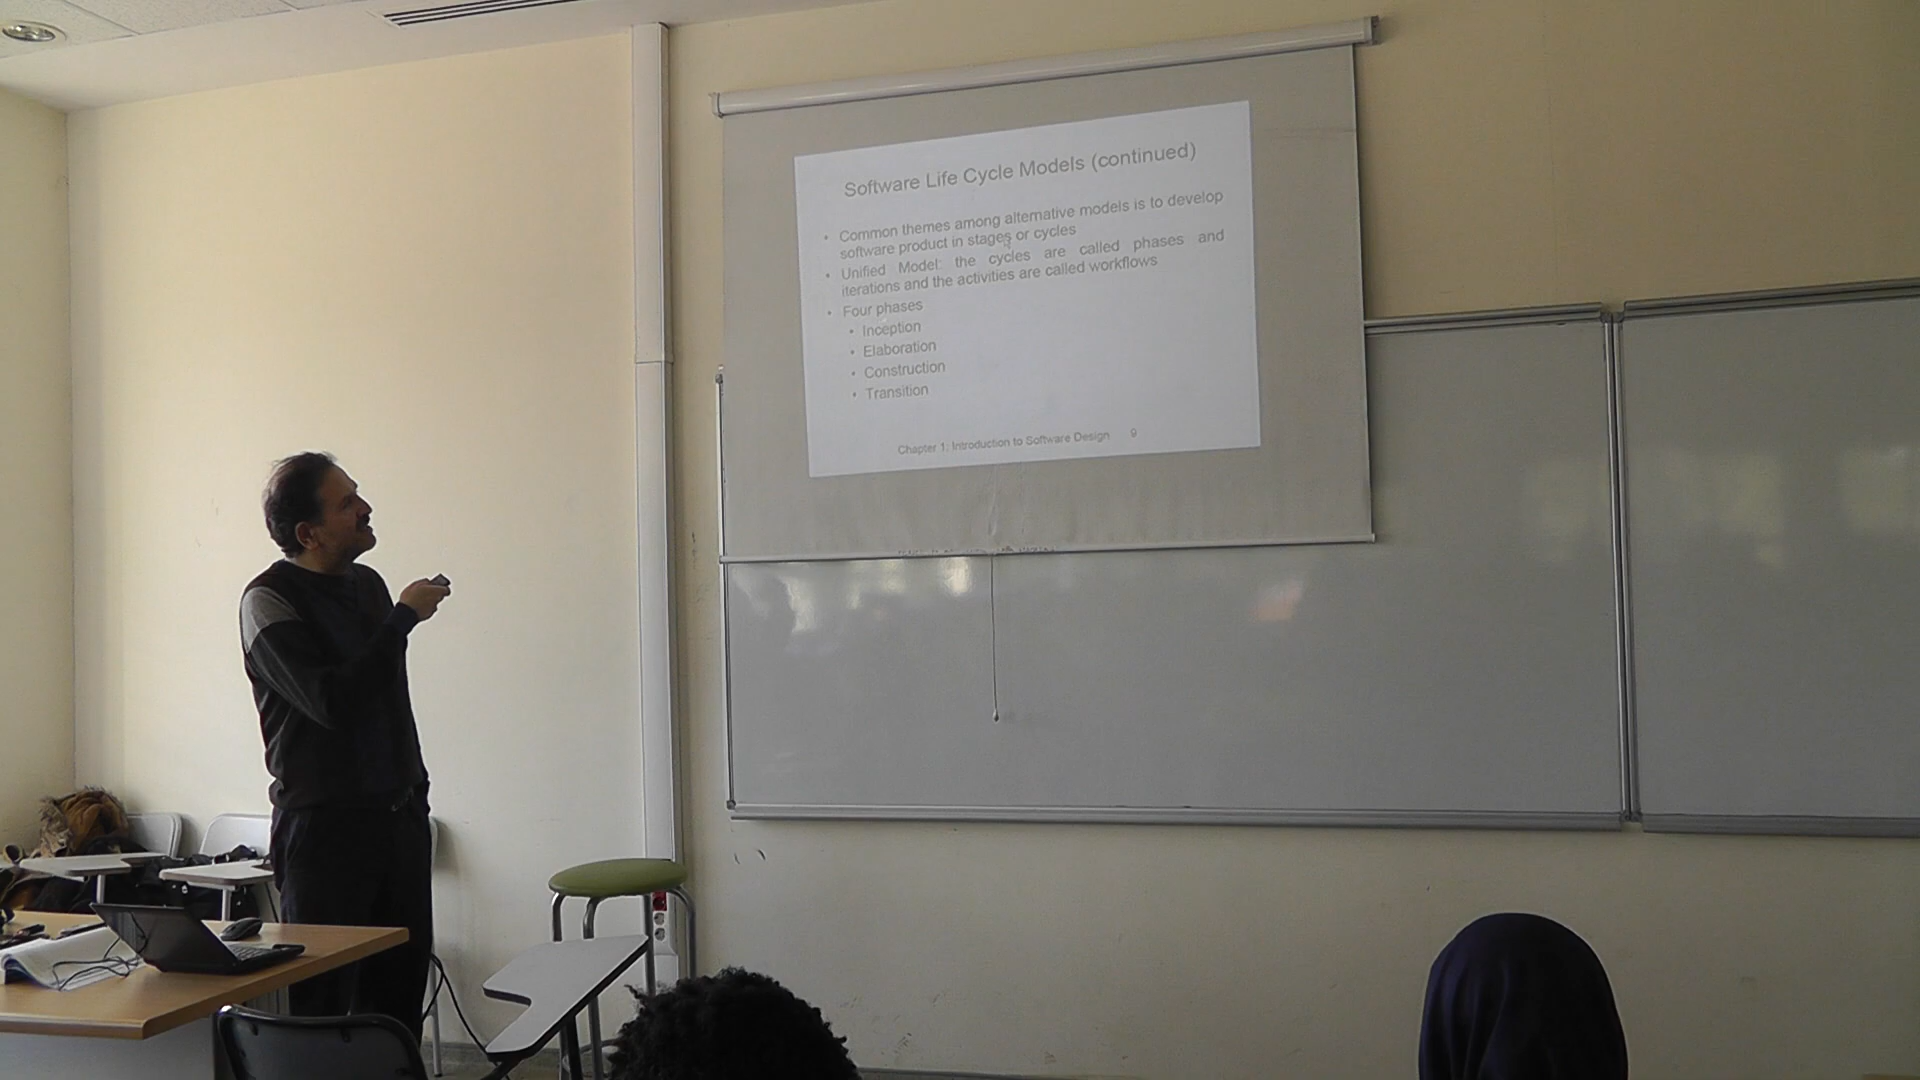 Software Life Cycle Models (continued)
• Common themes among alternative models is to develop
software product in stages or cycles
• Unified Model: the cycles are called phases and
iterations and the activities are called workflows
• Four phases
• Inception
• Elaboration
• Construction
• Transition
Chapter 1: Introduction to Software Design 9